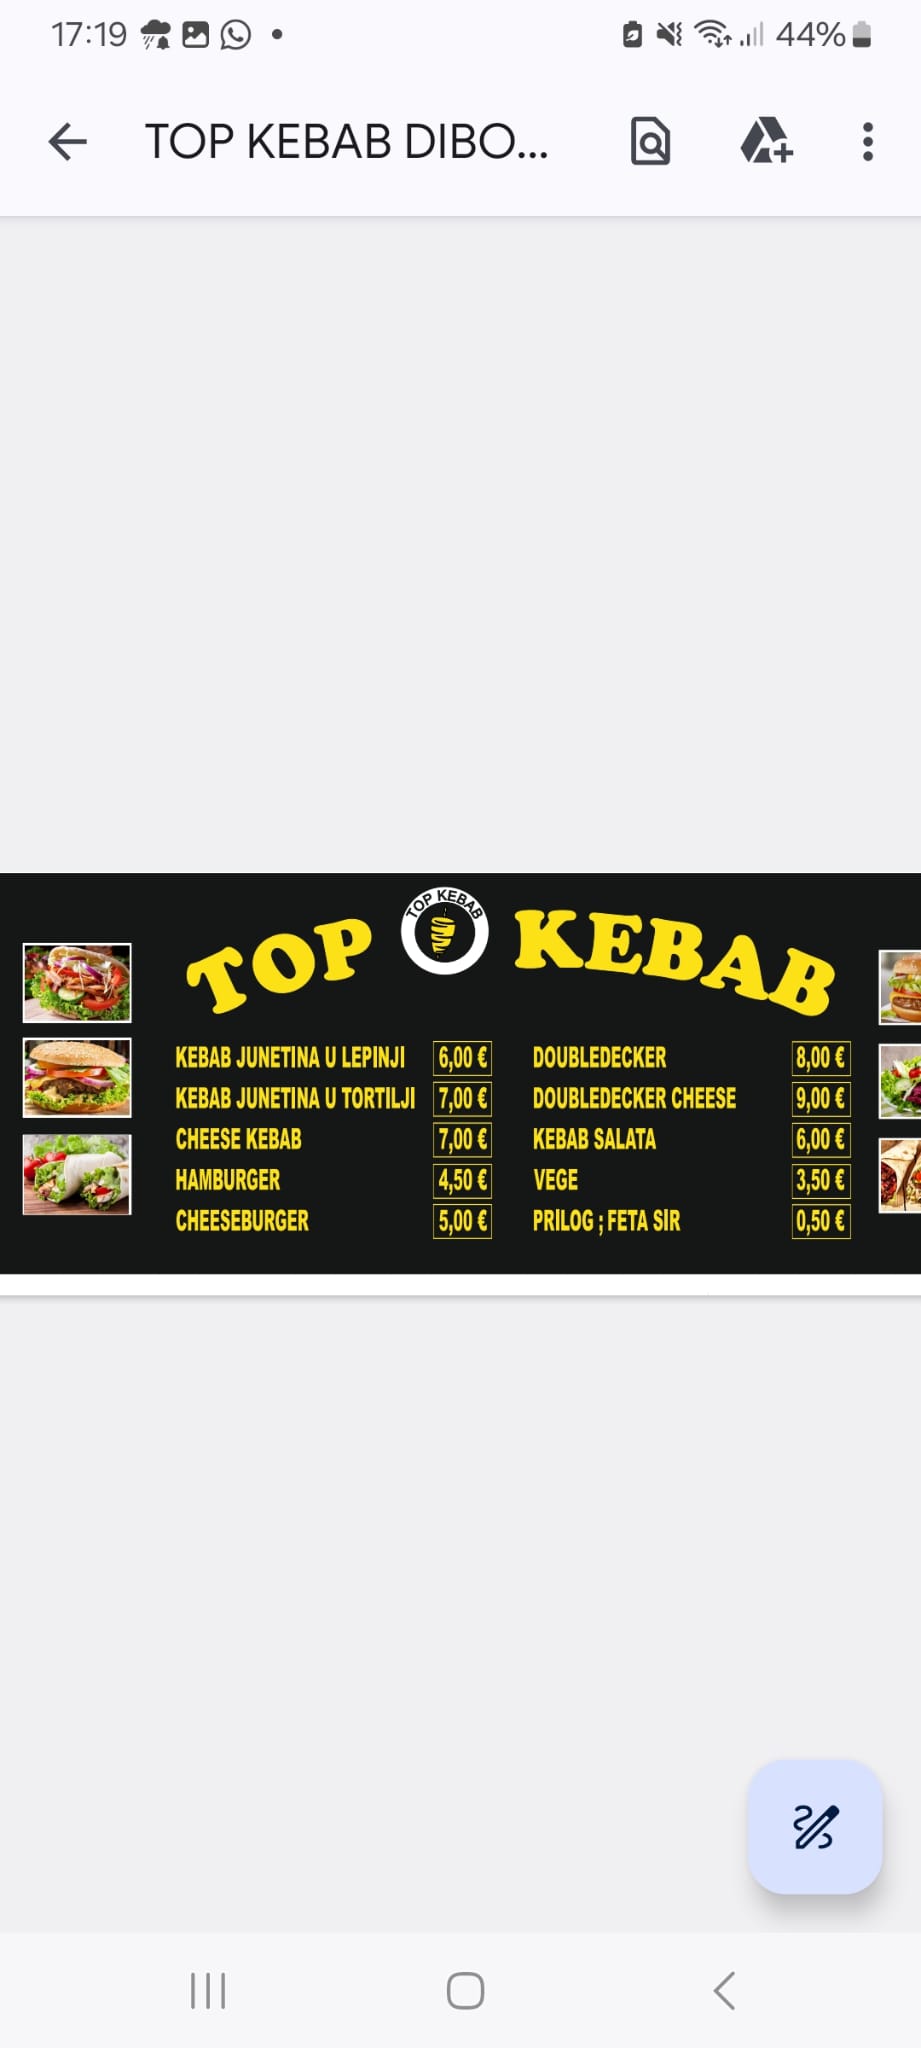 17:19
44%
TOP KEBAB DIBO...
TOP KEBAB
TOP KEBAB
KEBAB JUNETINA U LEPINJI 6,00 €
KEBAB JUNETINA U TORTILJI 7,00 €
CHEESE KEBAB 7,00 €
HAMBURGER 4,50 €
CHEESEBURGER 5,00 €
DOUBLEDECKER 8,00 €
DOUBLEDECKER CHEESE 9,00 €
KEBAB SALATA 6,00 €
VEGE 3,50 €
PRILOG ; FETA SIR 0,50 €